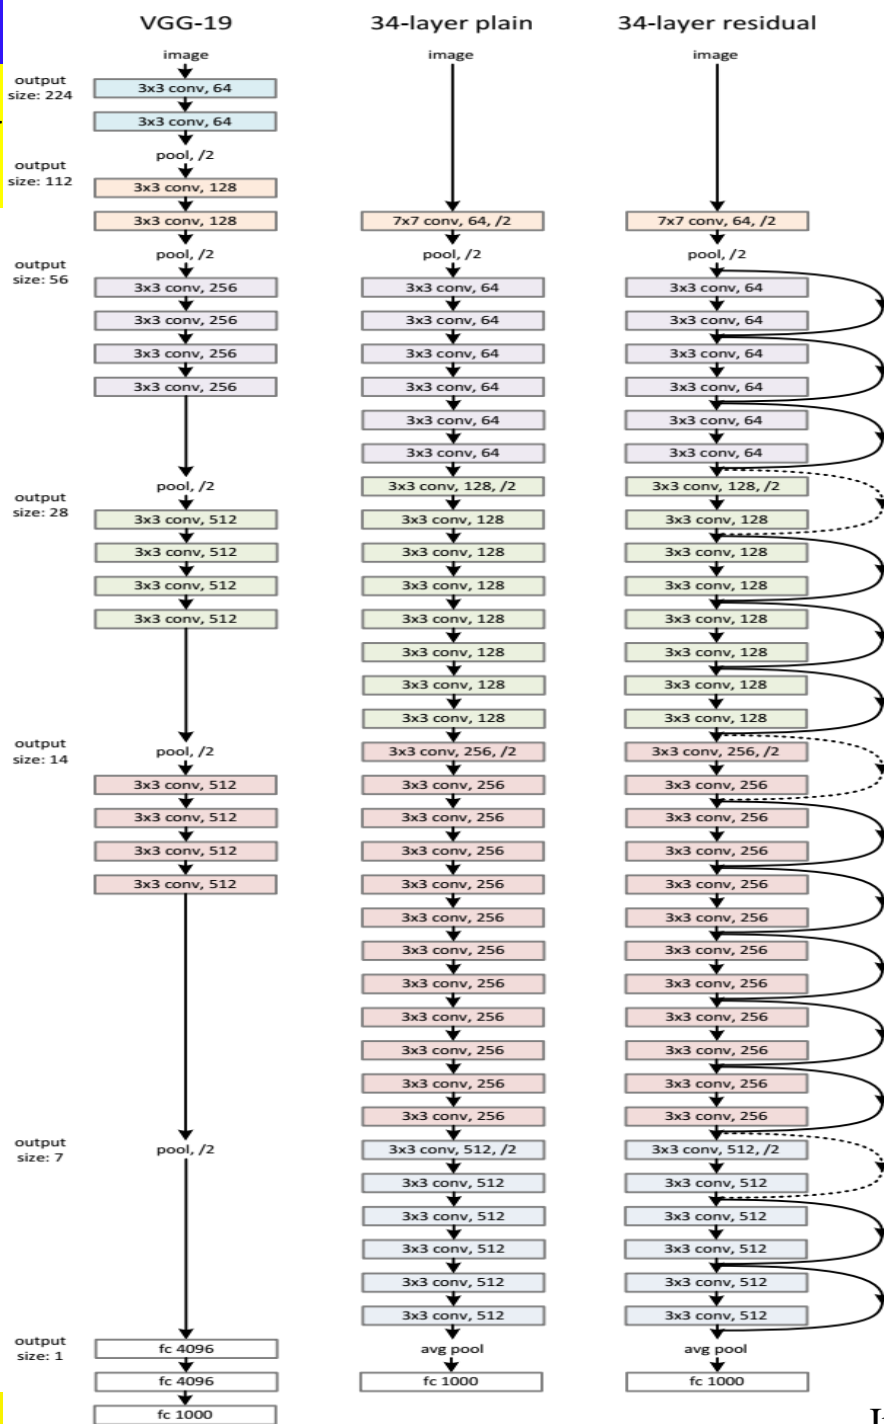 VGG-19
image
output
size: 224
3x3 conv, 64
3x3 conv, 64
pool, /2
output
size: 112
3x3 conv, 128
3x3 conv, 128
pool, /2
output
size: 56
3x3 conv, 256
3x3 conv, 256
3x3 conv, 256
3x3 conv, 256
pool, /2
output
size: 28
3x3 conv, 512
3x3 conv, 512
3x3 conv, 512
3x3 conv, 512
pool, /2
output
size: 14
3x3 conv, 512
3x3 conv, 512
3x3 conv, 512
3x3 conv, 512
output
size: 7
pool, /2
output
size: 1
fc 4096
fc 4096
fc 1000
34-layer plain
image
7x7 conv, 64, /2
pool, /2
3x3 conv, 64
3x3 conv, 64
3x3 conv, 64
3x3 conv, 64
3x3 conv, 64
3x3 conv, 64
3x3 conv, 128, /2
3x3 conv, 128
3x3 conv, 128
3x3 conv, 128
3x3 conv, 128
3x3 conv, 128
3x3 conv, 128
3x3 conv, 128
3x3 conv, 256, /2
3x3 conv, 256
3x3 conv, 256
3x3 conv, 256
3x3 conv, 256
3x3 conv, 256
3x3 conv, 256
3x3 conv, 256
3x3 conv, 256
3x3 conv, 256
3x3 conv, 256
3x3 conv, 256
3x3 conv, 512, /2
3x3 conv, 512
3x3 conv, 512
3x3 conv, 512
3x3 conv, 512
3x3 conv, 512
avg pool
fc 1000
34-layer residual
image
7x7 conv, 64, /2
pool, /2
3x3 conv, 64
3x3 conv, 64
3x3 conv, 64
3x3 conv, 64
3x3 conv, 64
3x3 conv, 64
3x3 conv, 128, /2
3x3 conv, 128
3x3 conv, 128
3x3 conv, 128
3x3 conv, 128
3x3 conv, 128
3x3 conv, 128
3x3 conv, 128
3x3 conv, 256, /2
3x3 conv, 256
3x3 conv, 256
3x3 conv, 256
3x3 conv, 256
3x3 conv, 256
3x3 conv, 256
3x3 conv, 256
3x3 conv, 256
3x3 conv, 256
3x3 conv, 256
3x3 conv, 256
3x3 conv, 512, /2
3x3 conv, 512
3x3 conv, 512
3x3 conv, 512
3x3 conv, 512
3x3 conv, 512
avg pool
fc 1000